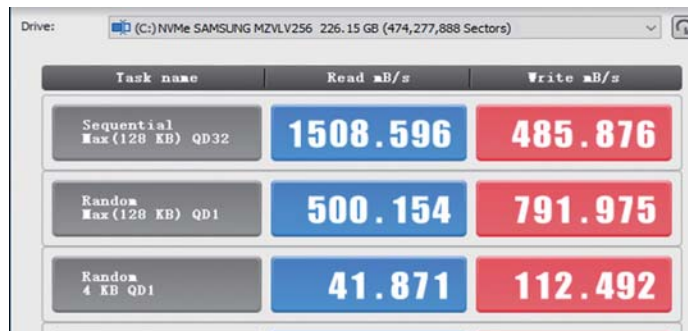 Drive: (C:) NVMe SAMSUNG MZVLV256 226.15 GB (474,277,888 Sectors)
Task name Read mB/s Write mB/s
Sequential
Max(128 KB) QD32
1508.596 485.876
Random
Max(128 KB) QD1
500.154 791.975
Random
4 KB QD1
41.871 112.492